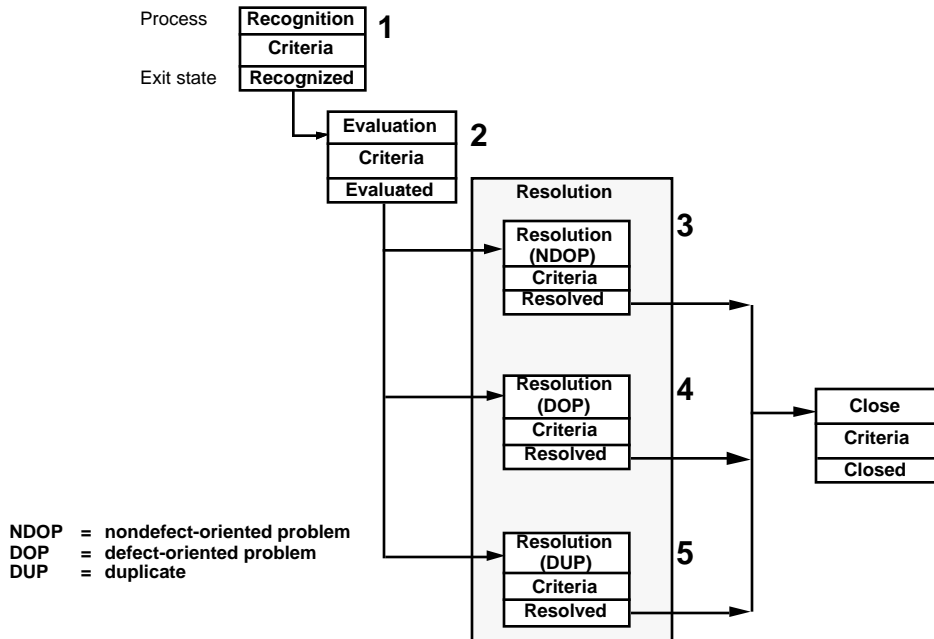 Process
Recognition
1
Criteria
Exit state
Recognized
Evaluation
2
Criteria
Evaluated
Resolution
3
Resolution
(NDOP)
Criteria
Resolved
4
Resolution
(DOP)
Criteria
Resolved
5
Resolution
(DUP)
Criteria
Resolved
Close
Criteria
Closed
NDOP = nondefect-oriented problem
DOP = defect-oriented problem
DUP = duplicate